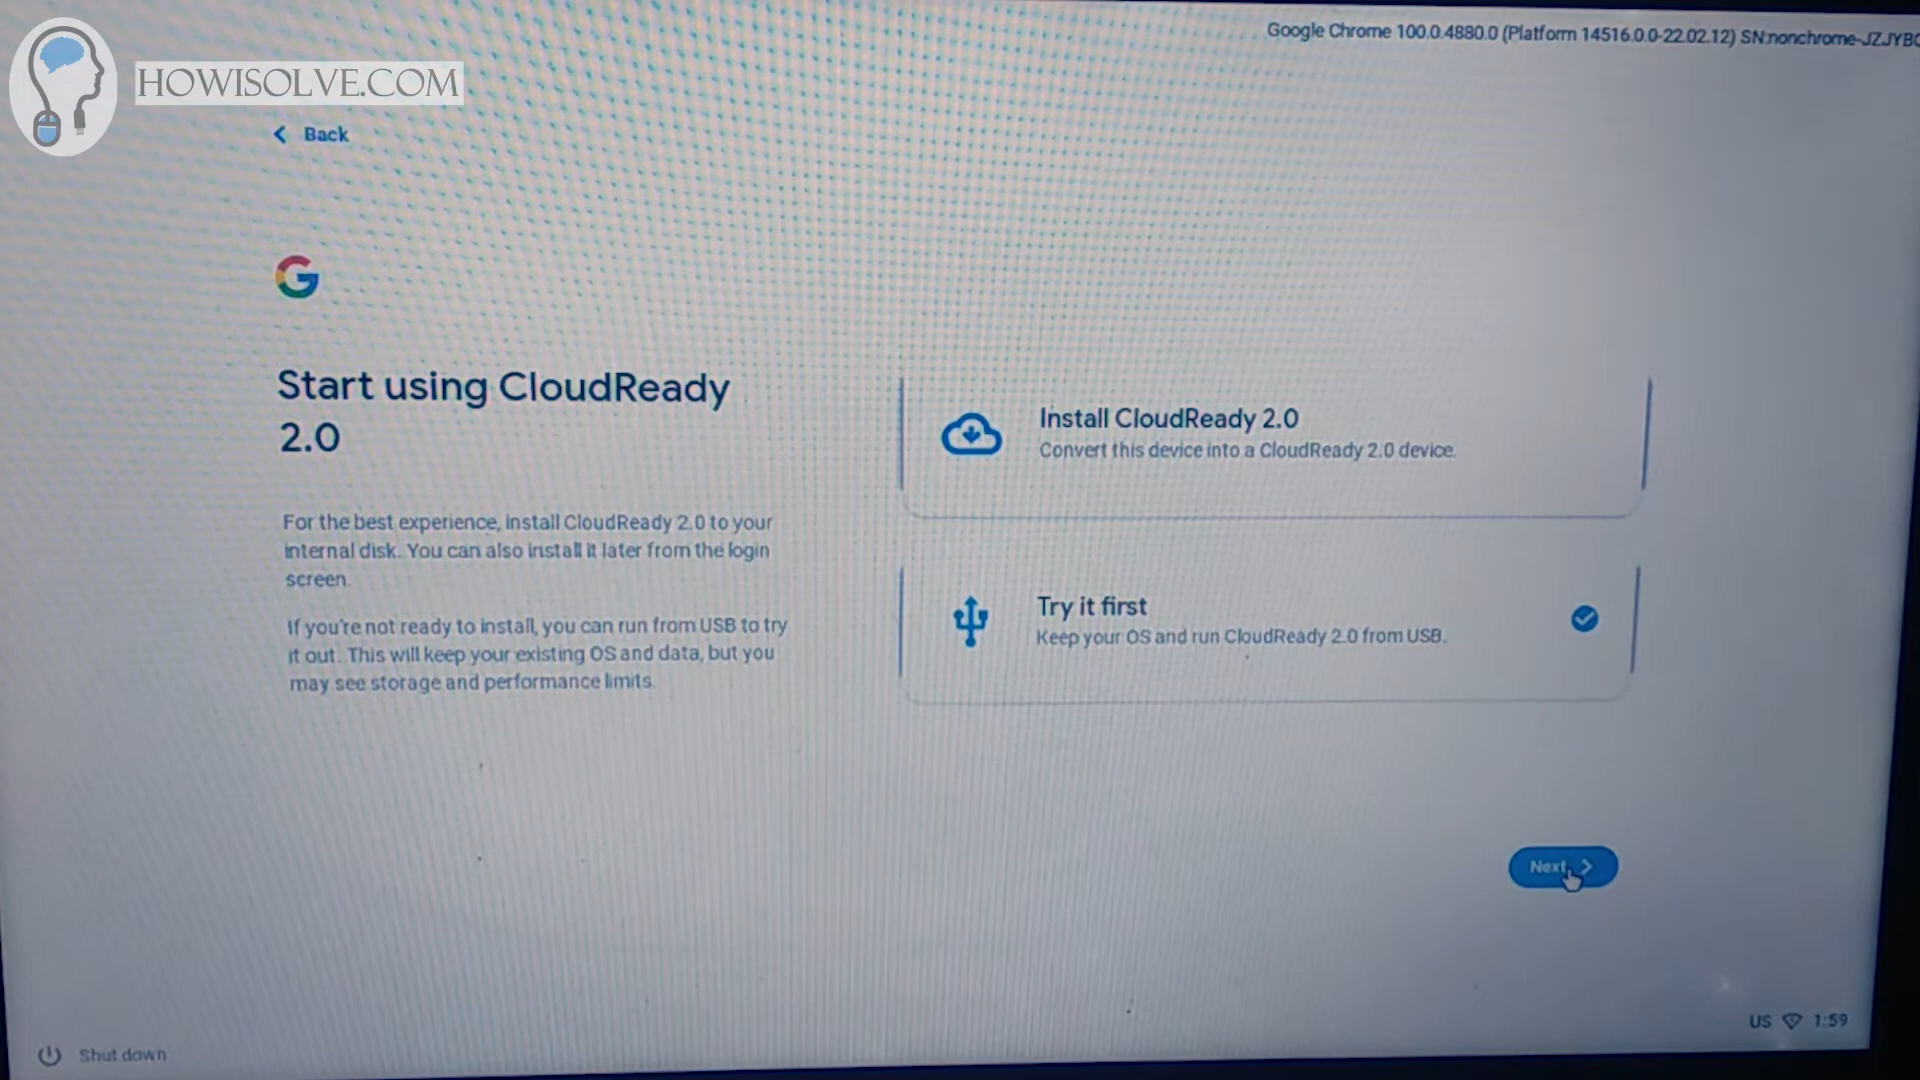 Google Chrome 100.0.4880.0 (Platform 14516.0.0-22.02.12) SN:nonchrome-JZJYB
HOWISOLVE.COM
Back
Start using CloudReady
2.0
For the best experience, install CloudReady 2.0 to your
internal disk. You can also install it later from the login
screen.
If you're not ready to install, you can run from USB to try
it out. This will keep your existing OS and data, but you
may see storage and performance limits.
Install CloudReady 2.0
Convert this device into a CloudReady 2.0 device.
Try it first
Keep your OS and run CloudReady 2.0 from USB.
Next
US 1:59
Shut down